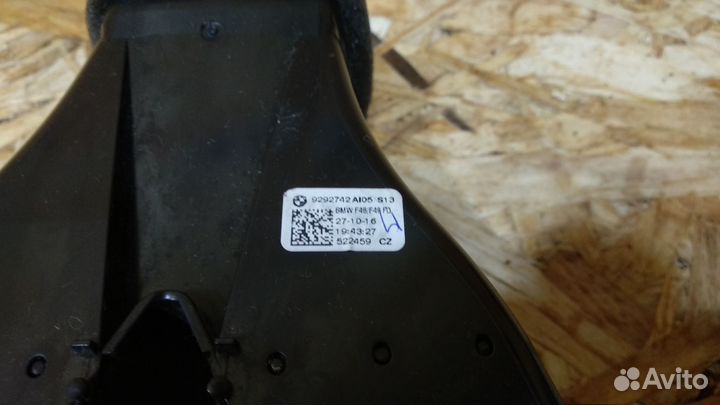 9292742 AI05 S13
BMW F48/F49 FD
27-10-16
19:43:27
522459 CZ
Avito